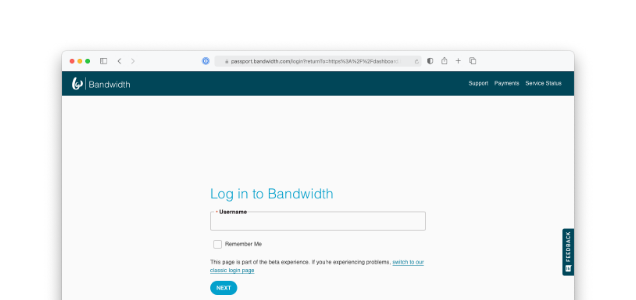 passport.bandwidth.com/login?returnTo=https%3A%2F%2Fdashboard
Bandwidth
Support Payments Service Status
Log in to Bandwidth
* Username
Remember Me
This page is part of the beta experience. If you're experiencing problems, switch to our
classic login page
NEXT
FEEDBACK